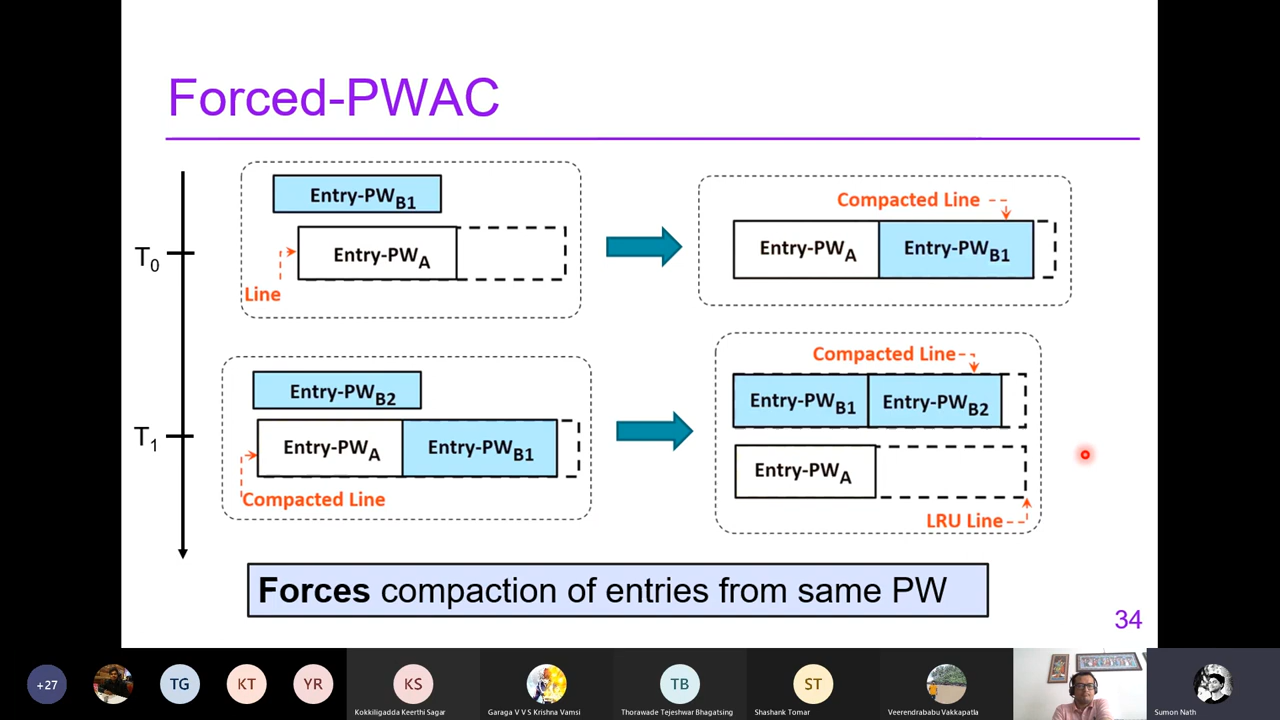 Forced-PWAC
Entry-PWB1
Entry-PWA
Line
T0
Compacted Line
Entry-PWA
Entry-PWB1
Entry-PWB2
Entry-PWA
Entry-PWB1
Compacted Line
T1
Compacted Line
Entry-PWB1
Entry-PWB2
Entry-PWA
LRU Line
Forces compaction of entries from same PW
34
+27
TG
KT
YR
KS
TB
ST
Kokkiligadda Keerthi Sagar
Garaga V V S Krishna Vamsi
Thorawade Tejeshwar Bhagatsing
Shashank Tomar
Veerendrababu Vakkapatla
Sumon Nath